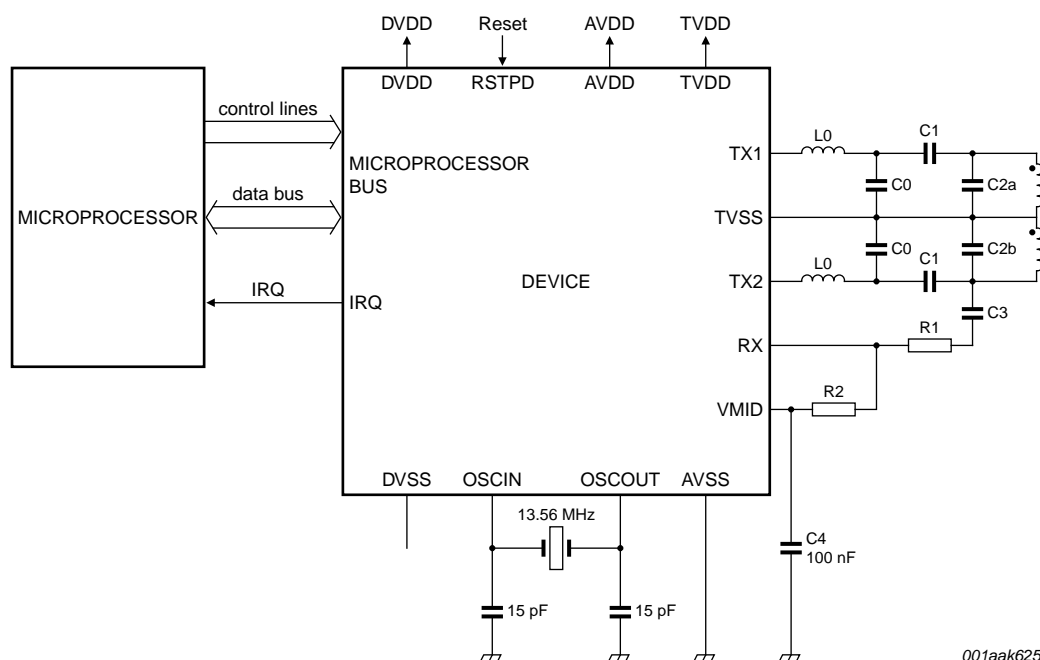 DVDD Reset AVDD TVDD
DVDD RSTPD AVDD TVDD
control lines
L0 C1
TX1
MICROPROCESSOR
BUS
C0 C2a
data bus
MICROPROCESSOR
TVSS
C0 C2b
L0 C1
DEVICE
TX2
IRQ IRQ
C3
R1
RX
R2
VMID
DVSS OSCIN OSCOUT AVSS
13.56 MHz
C4
100 nF
15 pF 15 pF
001aak625